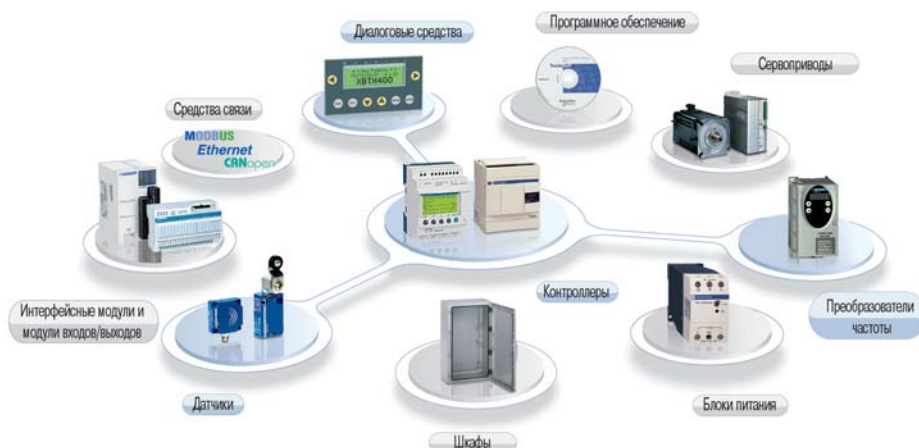 Диалоговые средства
Программное обеспечение
Сервоприводы
Средства связи
MODBUS
Ethernet
CANopen
XBTN400
Контроллеры
Интерфейсные модули и
модули входов/выходов
Преобразователи
частоты
Датчики
Блоки питания
Шкафы